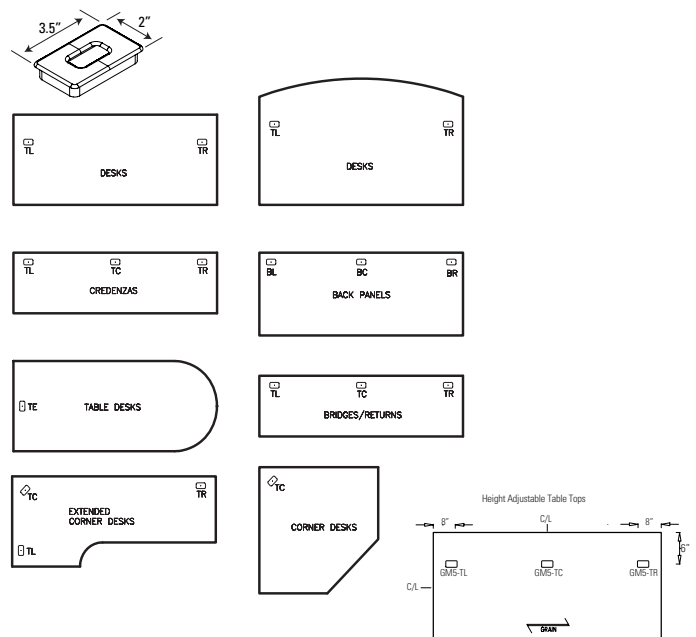 3.5″ 2″
TL TR
DESKS
TL TR
DESKS
TL TC TR
CREDENZAS
BL BC BR
BACK PANELS
TE TABLE DESKS
TL TC TR
BRIDGES/RETURNS
TC TR
EXTENDED
CORNER DESKS
TL
TC
CORNER DESKS
Height Adjustable Table Tops
8″ C/L 8″
6″
GM5-TL GM5-TC GM5-TR
C/L
GRAIN